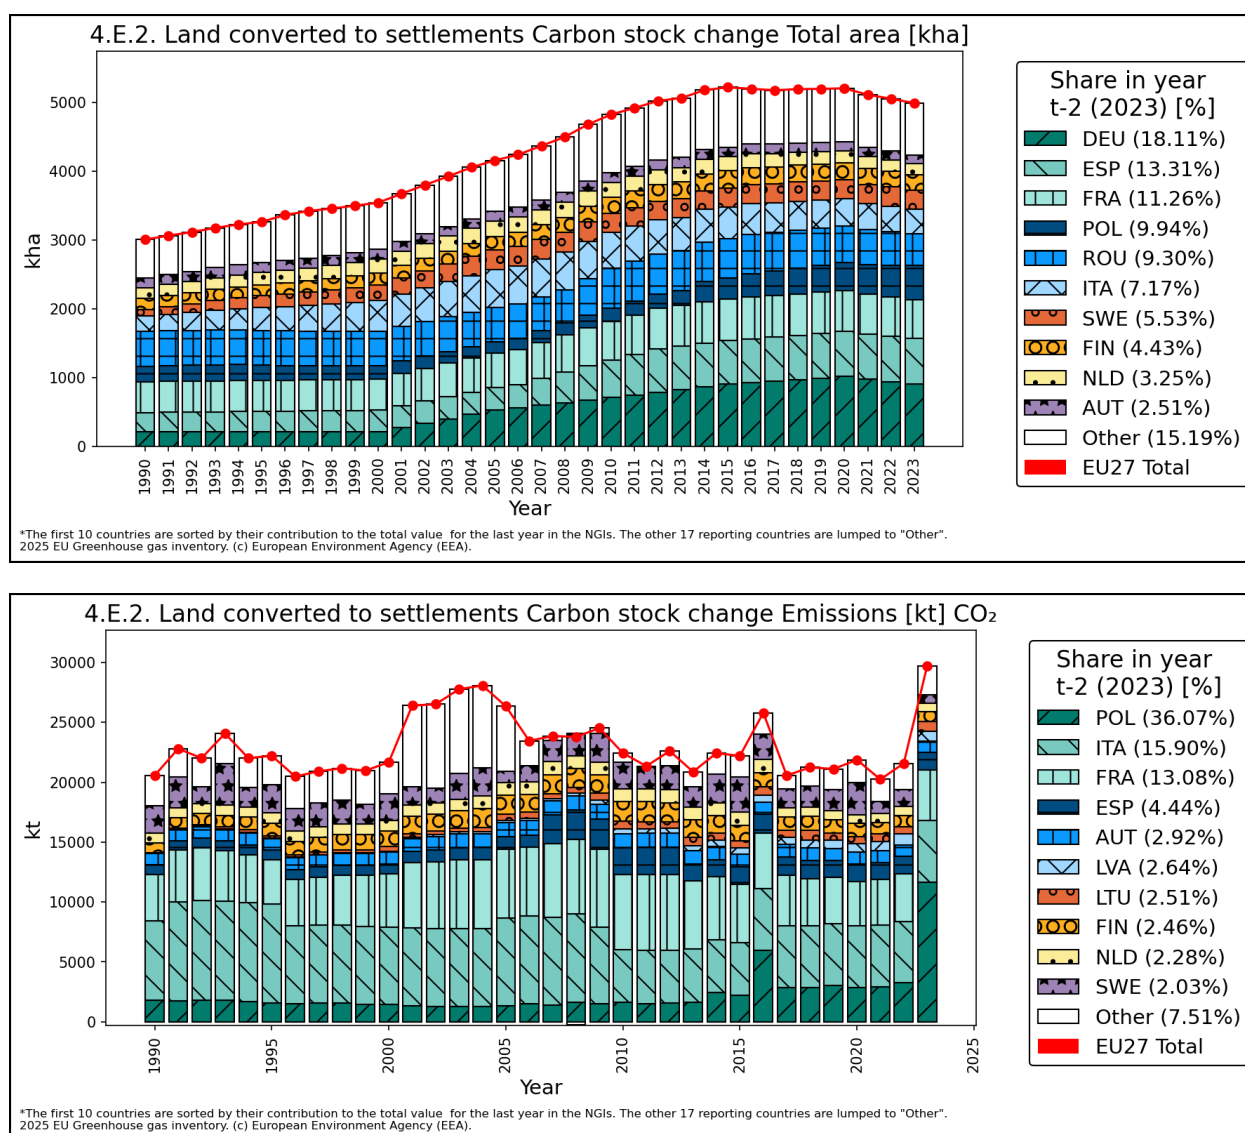 4.E.2. Land converted to settlements Carbon stock change Total area [kha]
5000
4000
3000
2000
1000
0
kha
1990 1991 1992 1993 1994 1995 1996 1997 1998 1999 2000 2001 2002 2003 2004 2005 2006 2007 2008 2009 2010 2011 2012 2013 2014 2015 2016 2017 2018 2019 2020 2021 2022 2023
Year
Share in year
t-2 (2023) [%]
DEU (18.11%)
ESP (13.31%)
FRA (11.26%)
POL (9.94%)
ROU (9.30%)
ITA (7.17%)
SWE (5.53%)
FIN (4.43%)
NLD (3.25%)
AUT (2.51%)
Other (15.19%)
EU27 Total
*The first 10 countries are sorted by their contribution to the total value  for the last year in the NGIs. The other 17 reporting countries are lumped to "Other".
2025 EU Greenhouse gas inventory. (c) European Environment Agency (EEA).
4.E.2. Land converted to settlements Carbon stock change Emissions [kt] CO₂
30000
25000
20000
15000
10000
5000
0
kt
1990 1995 2000 2005 2010 2015 2020 2025
Year
Share in year
t-2 (2023) [%]
POL (36.07%)
ITA (15.90%)
FRA (13.08%)
ESP (4.44%)
AUT (2.92%)
LVA (2.64%)
LTU (2.51%)
FIN (2.46%)
NLD (2.28%)
SWE (2.03%)
Other (7.51%)
EU27 Total
*The first 10 countries are sorted by their contribution to the total value  for the last year in the NGIs. The other 17 reporting countries are lumped to "Other".
2025 EU Greenhouse gas inventory. (c) European Environment Agency (EEA).